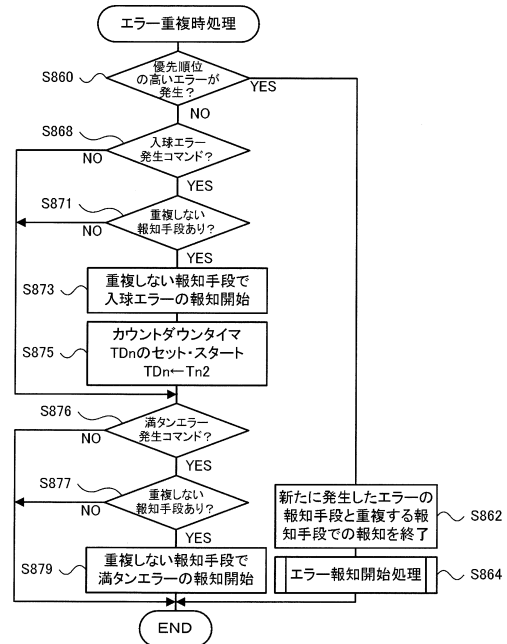 エラー重複時処理
S860
優先順位
の高いエラーが
発生?
YES
NO
S868
入球エラー
発生コマンド?
NO
YES
S871
重複しない
報知手段あり?
NO
YES
S873
重複しない報知手段で
入球エラーの報知開始
S875
カウントダウンタイマ
TDnのセット・スタート
TDn←Tn2
S876
満タンエラー
発生コマンド?
NO
YES
S877
重複しない
報知手段あり?
NO
YES
S879
重複しない報知手段で
満タンエラーの報知開始
新たに発生したエラーの
報知手段と重複する報
知手段での報知を終了
S862
エラー報知開始処理
S864
END